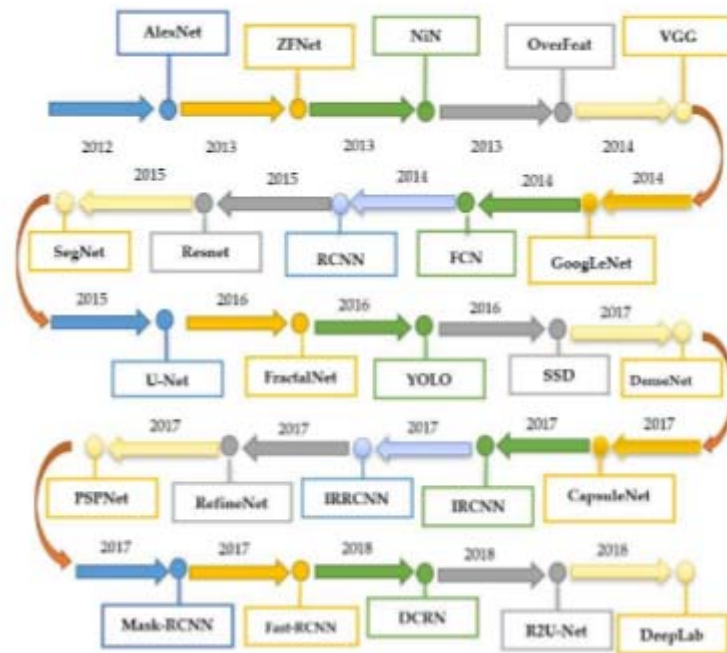 AlexNet
ZFNet
NiN
OverFeat
VGG
2012
2013
2013
2013
2014
2015
2015
2014
2014
2014
SegNet
Resnet
RCNN
FCN
GoogLeNet
2015
2016
2016
2016
2017
U-Net
FractalNet
YOLO
SSD
DenseNet
2017
2017
2017
2017
2017
PSPNet
RefineNet
IRRCNN
IRCNN
CapsuleNet
2017
2017
2018
2018
2018
Mask-RCNN
Fast-RCNN
DCRN
R2U-Net
DeepLab